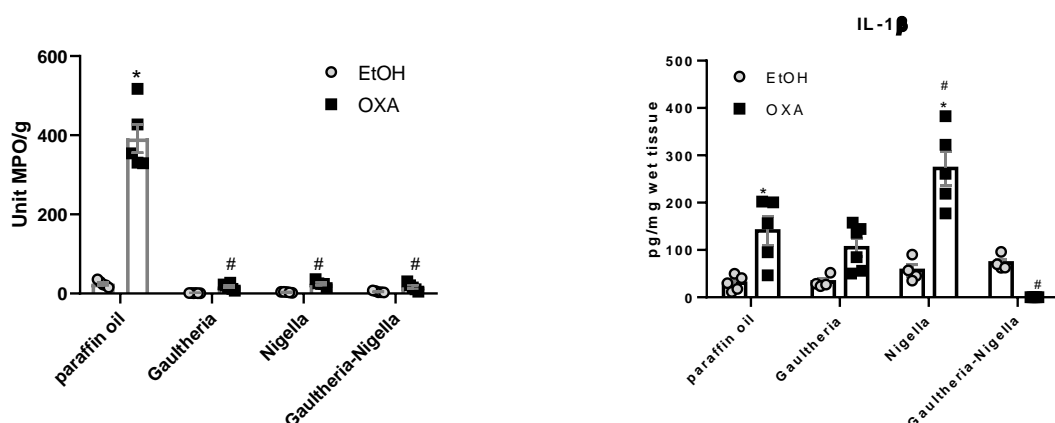 Unit MPO/g
600
400
200
0
*
#
#
#
EtOH
OXA
paraffin oil
Gaultheria
Nigella
Gaultheria-Nigella
IL-1β
pg/mg wet tissue
500
400
300
200
100
0
EtOH
OXA
*
#
*
#
paraffin oil
Gaultheria
Nigella
Gaultheria-Nigella